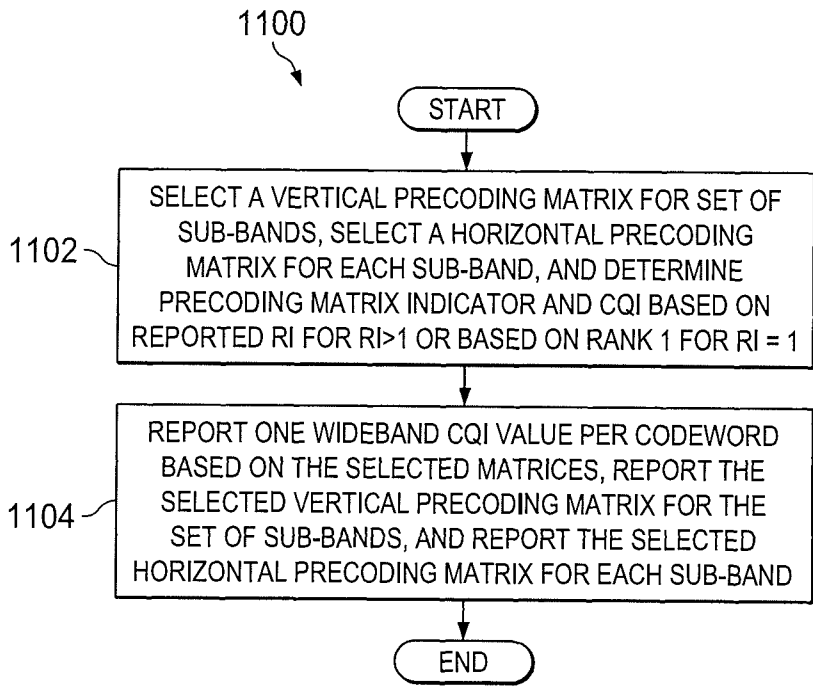 1100
START
1102
SELECT A VERTICAL PRECODING MATRIX FOR SET OF
SUB-BANDS, SELECT A HORIZONTAL PRECODING
MATRIX FOR EACH SUB-BAND, AND DETERMINE
PRECODING MATRIX INDICATOR AND CQI BASED ON
REPORTED RI FOR RI>1 OR BASED ON RANK 1 FOR RI = 1
1104
REPORT ONE WIDEBAND CQI VALUE PER CODEWORD
BASED ON THE SELECTED MATRICES, REPORT THE
SELECTED VERTICAL PRECODING MATRIX FOR THE
SET OF SUB-BANDS, AND REPORT THE SELECTED
HORIZONTAL PRECODING MATRIX FOR EACH SUB-BAND
END